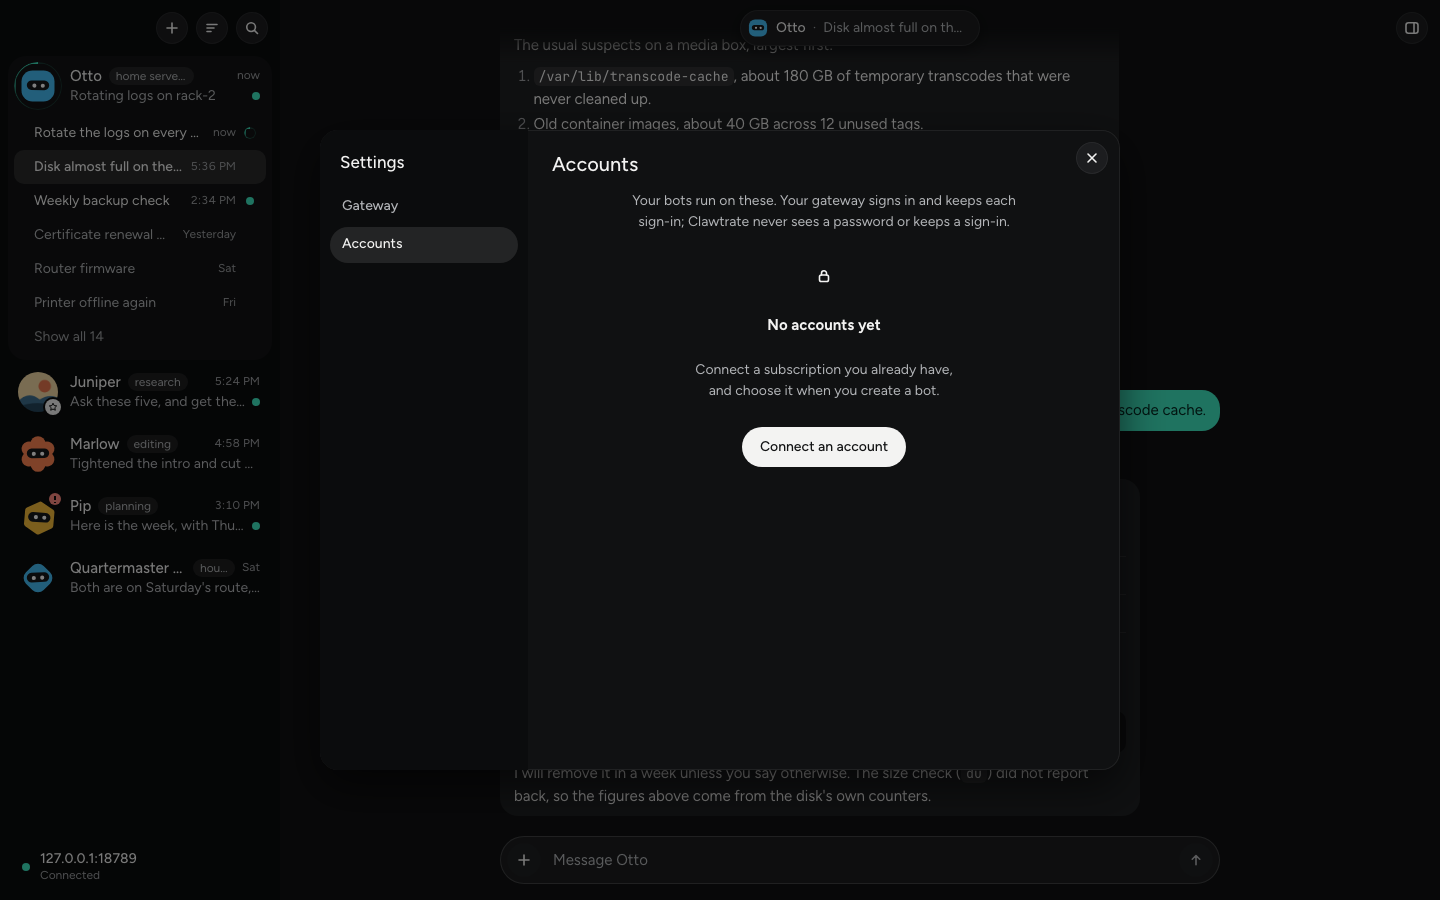 Otto · Disk almost full on th...
Otto home serve... now
Rotating logs on rack-2
Rotate the logs on every ... now
Disk almost full on the... 5:36 PM
Weekly backup check 2:34 PM
Certificate renewal ... Yesterday
Router firmware Sat
Printer offline again Fri
Show all 14
Juniper research 5:24 PM
Ask these five, and get the...
Marlow editing 4:58 PM
Tightened the intro and cut ...
Pip planning 3:10 PM
Here is the week, with Thu...
Quartermaster ... hou... Sat
Both are on Saturday's route,...
127.0.0.1:18789
Connected
The usual suspects on a media box, largest first:
1. /var/lib/transcode-cache, about 180 GB of temporary transcodes that were
never cleaned up.
2. Old container images, about 40 GB across 12 unused tags.
Settings
Gateway
Accounts
Accounts
Your bots run on these. Your gateway signs in and keeps each
sign-in; Clawtrate never sees a password or keeps a sign-in.
No accounts yet
Connect a subscription you already have,
and choose it when you create a bot.
Connect an account
scode cache.
I will remove it in a week unless you say otherwise. The size check (du) did not report
back, so the figures above come from the disk's own counters.
Message Otto